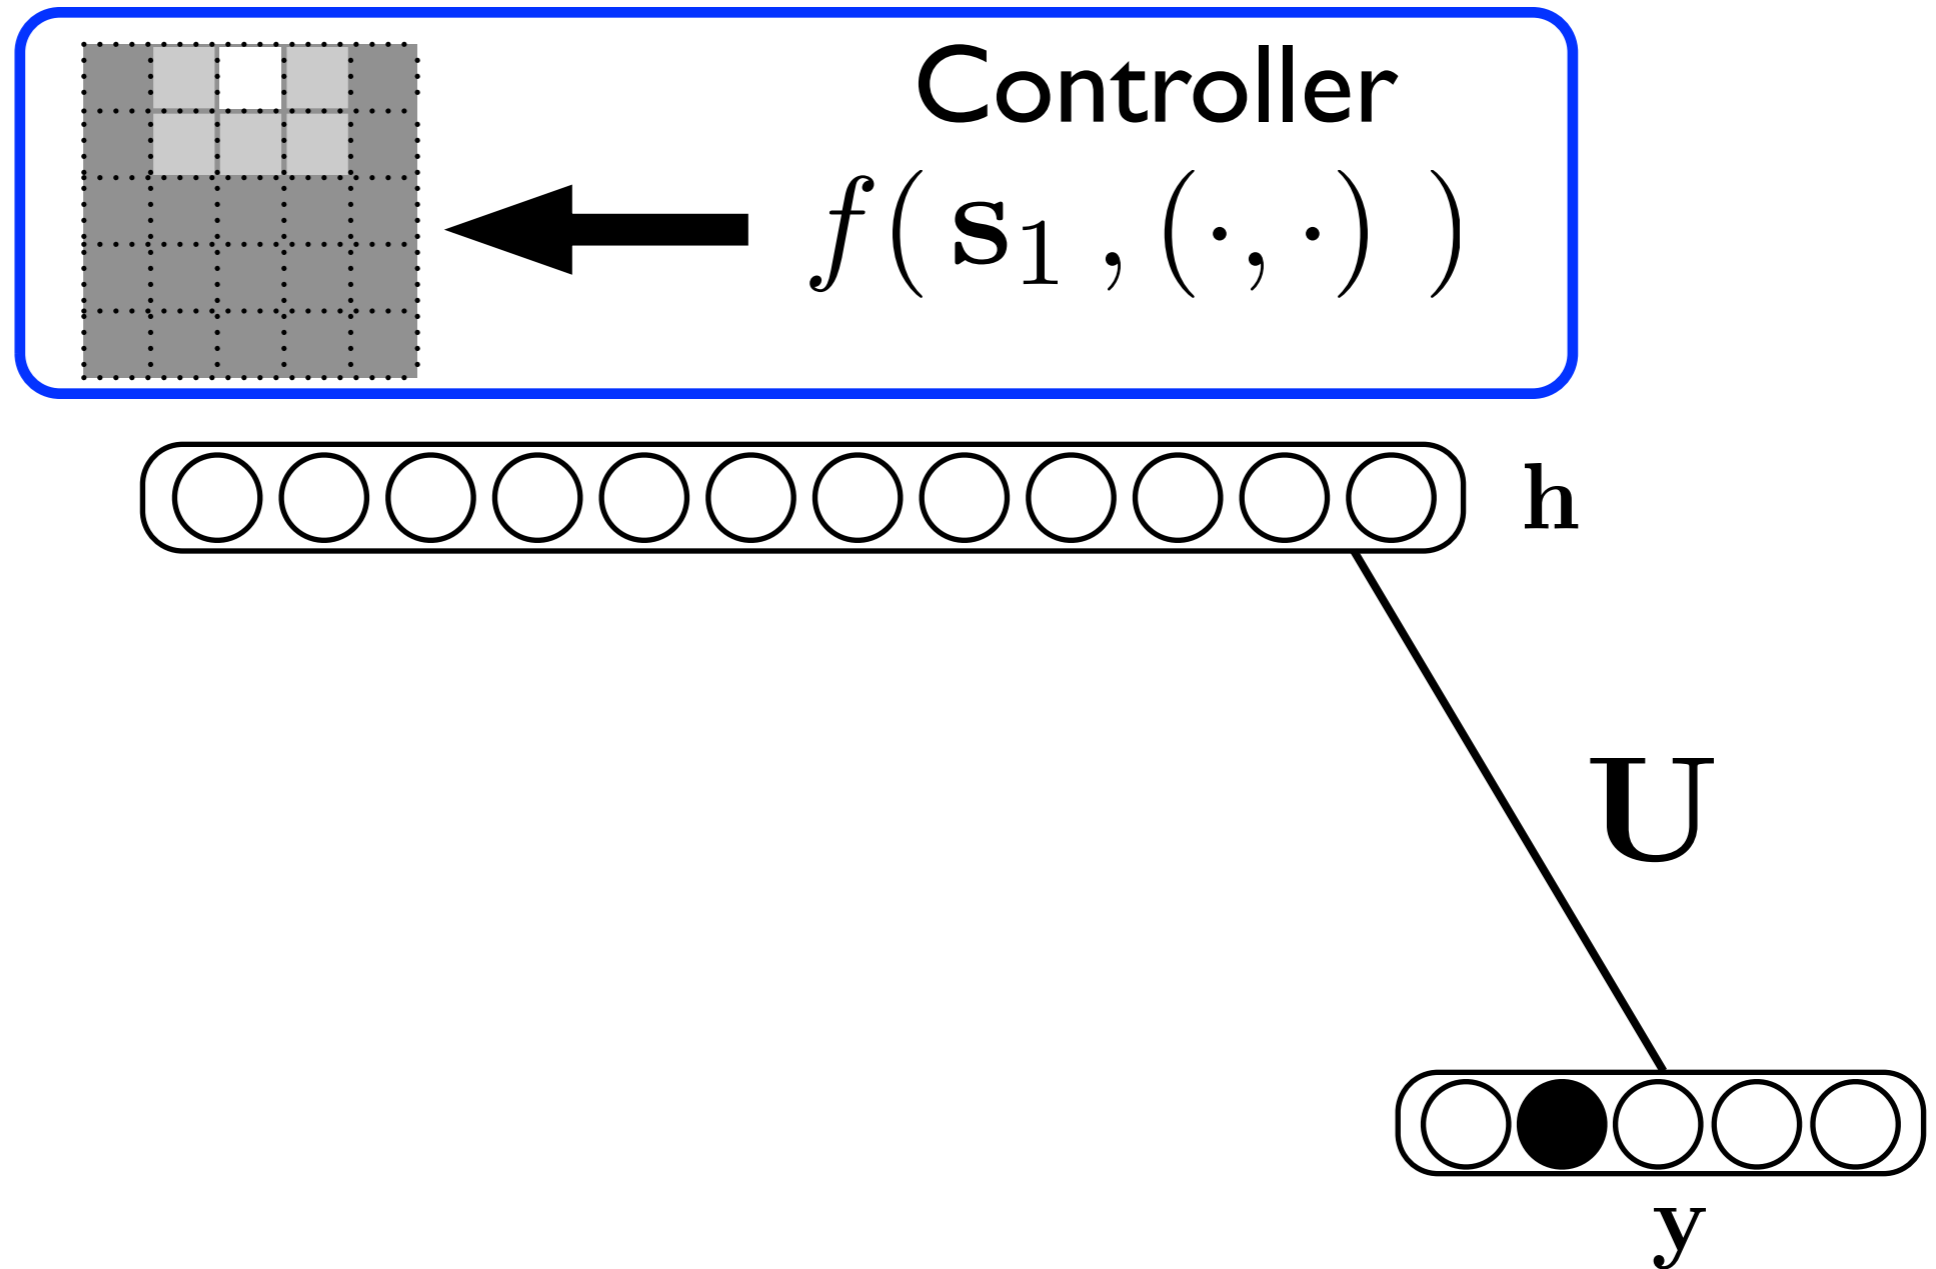 Controller
f( s₁ , (·, ·) )
h
U
y